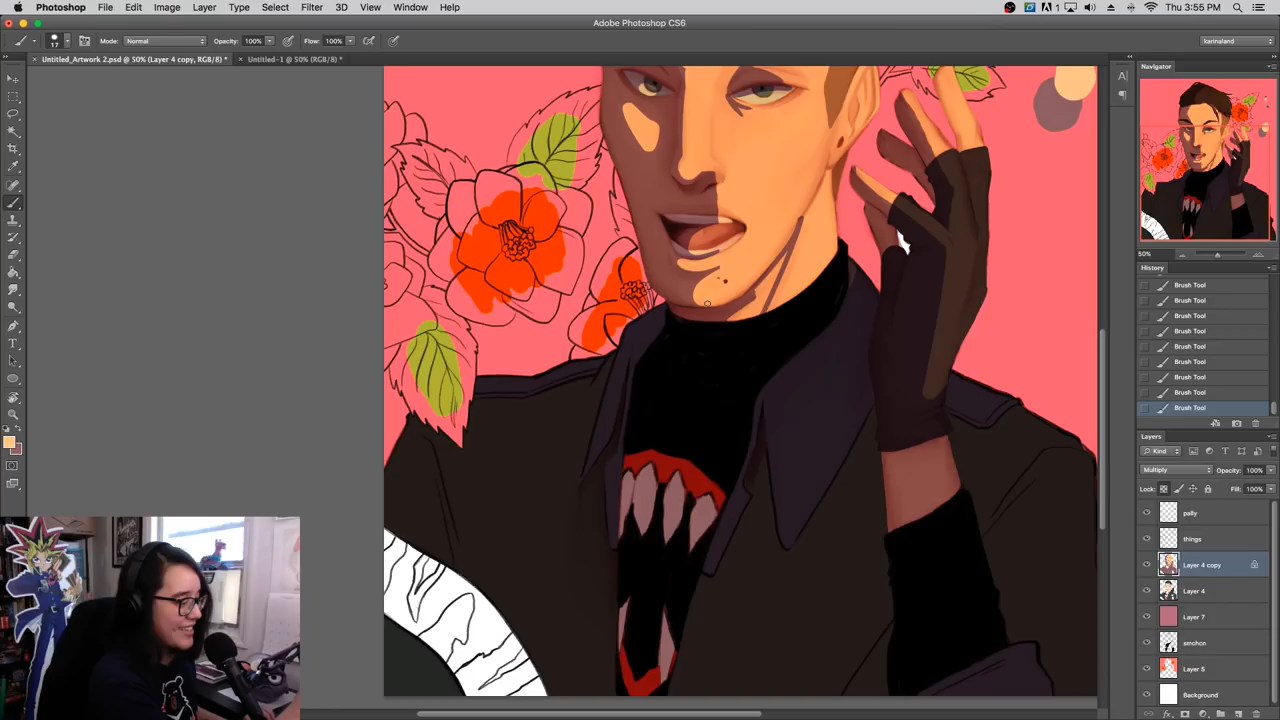 Photoshop File Edit Image Layer Type Select Filter 3D View Window Help
Thu 3:55 PM
Adobe Photoshop CS6
17 Mode: Normal Opacity: 100% Flow: 100% karinaland
Untitled_Artwork 2.psd @ 50% (Layer 4 copy, RGB/8) * Untitled-1 @ 50% (RGB/8) *
Navigator
50%
History
Brush Tool
Brush Tool
Brush Tool
Brush Tool
Brush Tool
Brush Tool
Brush Tool
Brush Tool
Brush Tool
Layers
Kind
Multiply Opacity: 100%
Lock: Fill: 100%
pally
things
Layer 4 copy
Layer 4
Layer 7
smchcn
Layer 5
Background